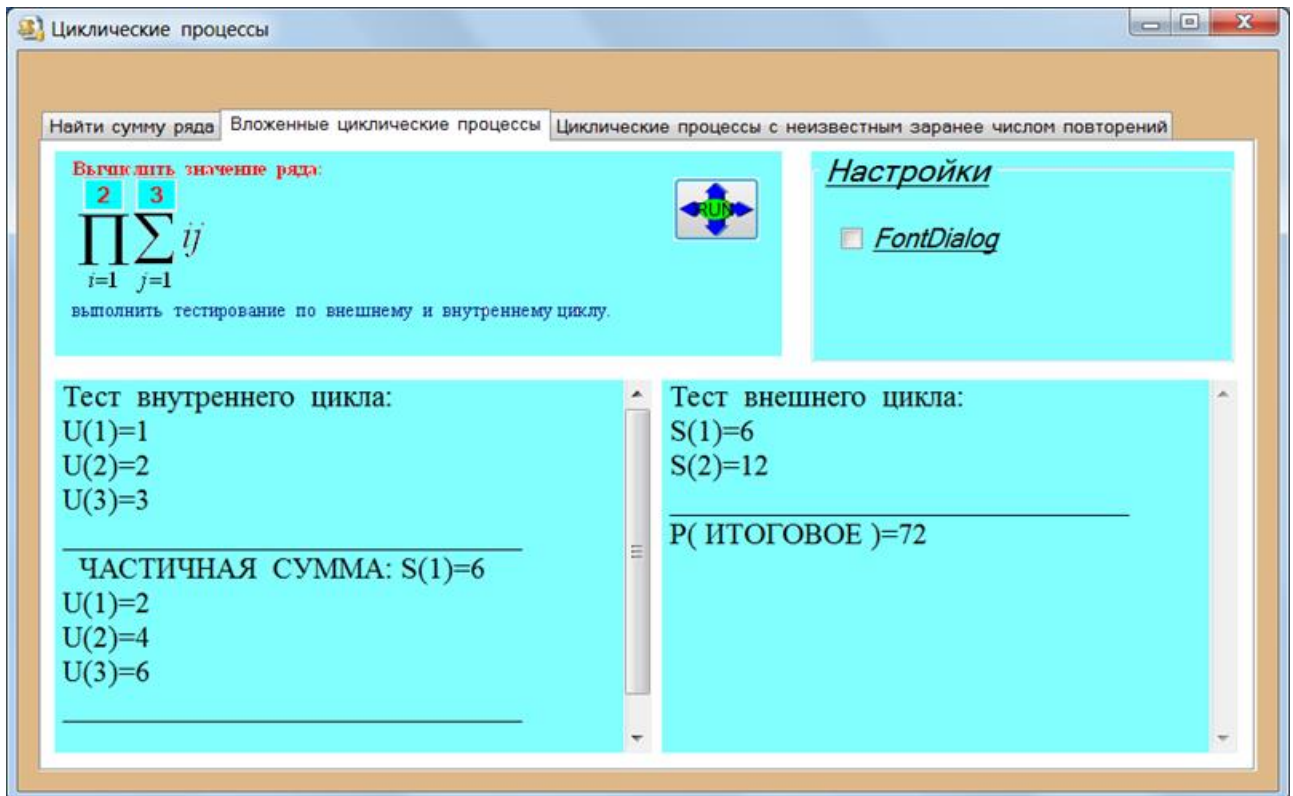 Циклические процессы
Найти сумму ряда Вложенные циклические процессы Циклические процессы с неизвестным заранее числом повторений
Вычислить значение ряда:
2 3
∏ ∑ ij
i=1 j=1
выполнить тестирование по внешнему и внутреннему циклу.
RUN
Настройки
FontDialog
Тест внутреннего цикла:
U(1)=1
U(2)=2
U(3)=3
ЧАСТИЧНАЯ СУММА: S(1)=6
U(1)=2
U(2)=4
U(3)=6
Тест внешнего цикла:
S(1)=6
S(2)=12
P( ИТОГОВОЕ )=72